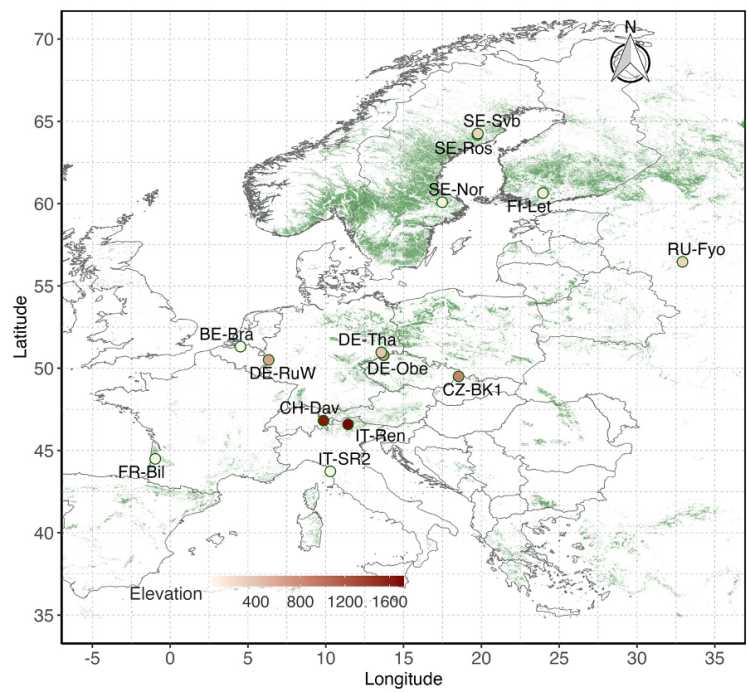 N
70
65
60
55
50
45
40
35
Latitude
SE-Svb
SE-Ros
SE-Nor
FI-Let
RU-Fyo
BE-Bra
DE-Tha
DE-RuW
DE-Obe
CZ-BK1
CH-Dav
IT-Ren
IT-SR2
FR-Bil
Elevation
400 800 1200 1600
-5 0 5 10 15 20 25 30 35
Longitude